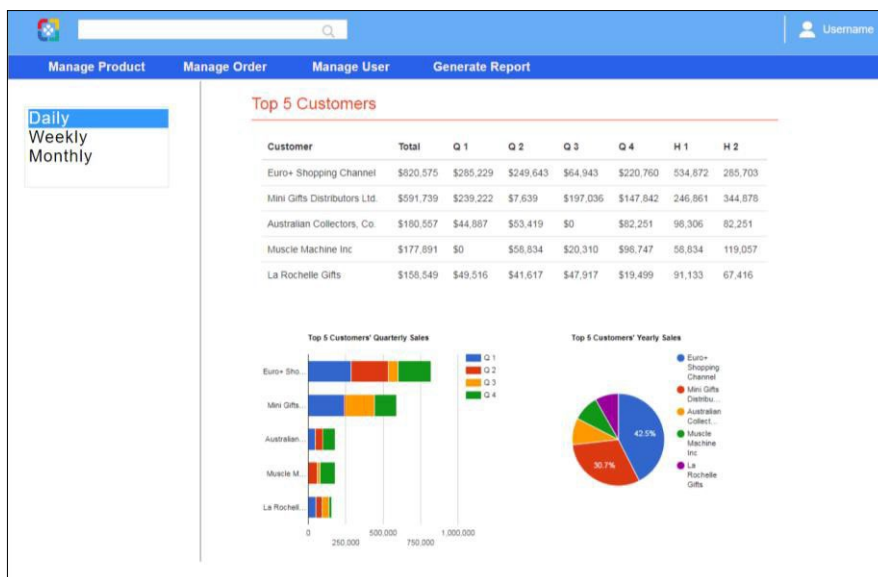 Username
Manage Product Manage Order Manage User Generate Report
Daily
Weekly
Monthly
Top 5 Customers
Customer Total Q 1 Q 2 Q 3 Q 4 H 1 H 2
Euro+ Shopping Channel $820,575 $285,229 $249,643 $64,943 $220,760 534,872 285,703
Mini Gifts Distributors Ltd. $591,739 $239,222 $7,639 $197,036 $147,842 246,861 344,878
Australian Collectors, Co. $180,557 $44,887 $53,419 $0 $82,251 98,306 82,251
Muscle Machine Inc $177,891 $0 $58,834 $20,310 $98,747 58,834 119,057
La Rochelle Gifts $158,549 $49,516 $41,617 $47,917 $19,499 91,133 67,416
Top 5 Customers' Quarterly Sales
Euro+ Sho...
Mini Gifts...
Australian...
Muscle M...
La Rochell...
0 500,000 1,000,000
250,000 750,000
Q 1
Q 2
Q 3
Q 4
Top 5 Customers' Yearly Sales
42.5%
30.7%
Euro+
Shopping
Channel
Mini Gifts
Distribu...
Australian
Collect...
Muscle
Machine
Inc
La
Rochelle
Gifts